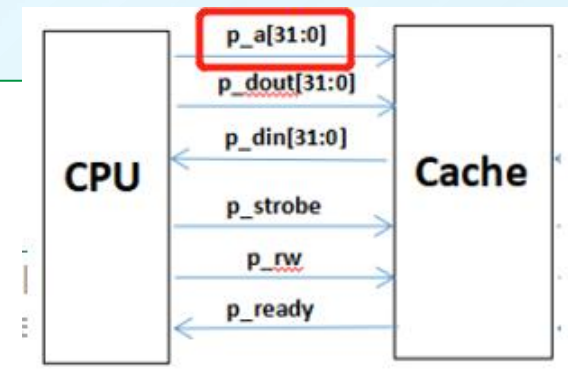 p_a[31:0]
p_dout[31:0]
p_din[31:0]
CPU
Cache
p_strobe
p_rw
p_ready